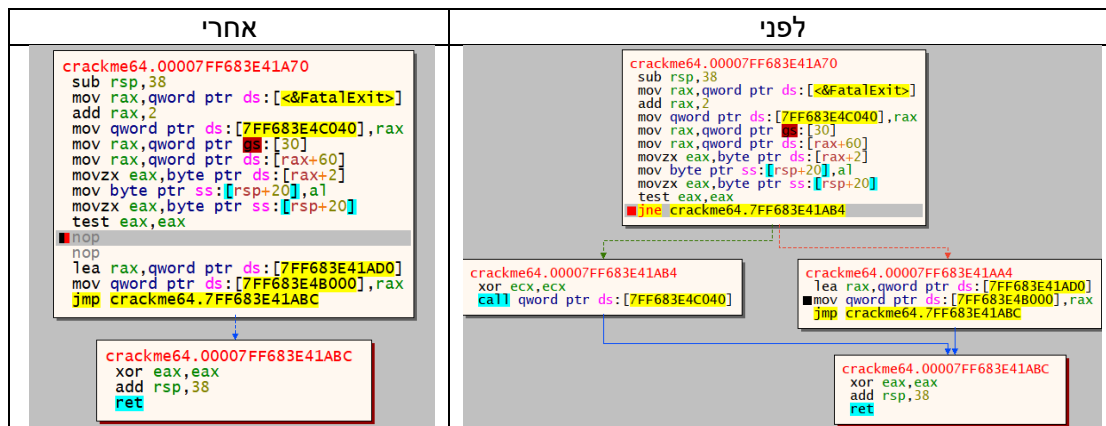 לפני
crackme64.00007FF683E41A70
sub rsp,38
mov rax,qword ptr ds:[<&FatalExit>]
add rax,2
mov qword ptr ds:[7FF683E4C040],rax
mov rax,qword ptr gs:[30]
mov rax,qword ptr ds:[rax+60]
movzx eax,byte ptr ds:[rax+2]
mov byte ptr ss:[rsp+20],al
movzx eax,byte ptr ss:[rsp+20]
test eax,eax
jne crackme64.7FF683E41AB4
crackme64.00007FF683E41AB4
xor ecx,ecx
call qword ptr ds:[7FF683E4C040]
crackme64.00007FF683E41AA4
lea rax,qword ptr ds:[7FF683E41AD0]
mov qword ptr ds:[7FF683E4B000],rax
jmp crackme64.7FF683E41ABC
crackme64.00007FF683E41ABC
xor eax,eax
add rsp,38
ret
אחרי
crackme64.00007FF683E41A70
sub rsp,38
mov rax,qword ptr ds:[<&FatalExit>]
add rax,2
mov qword ptr ds:[7FF683E4C040],rax
mov rax,qword ptr gs:[30]
mov rax,qword ptr ds:[rax+60]
movzx eax,byte ptr ds:[rax+2]
mov byte ptr ss:[rsp+20],al
movzx eax,byte ptr ss:[rsp+20]
test eax,eax
nop
nop
lea rax,qword ptr ds:[7FF683E41AD0]
mov qword ptr ds:[7FF683E4B000],rax
jmp crackme64.7FF683E41ABC
crackme64.00007FF683E41ABC
xor eax,eax
add rsp,38
ret